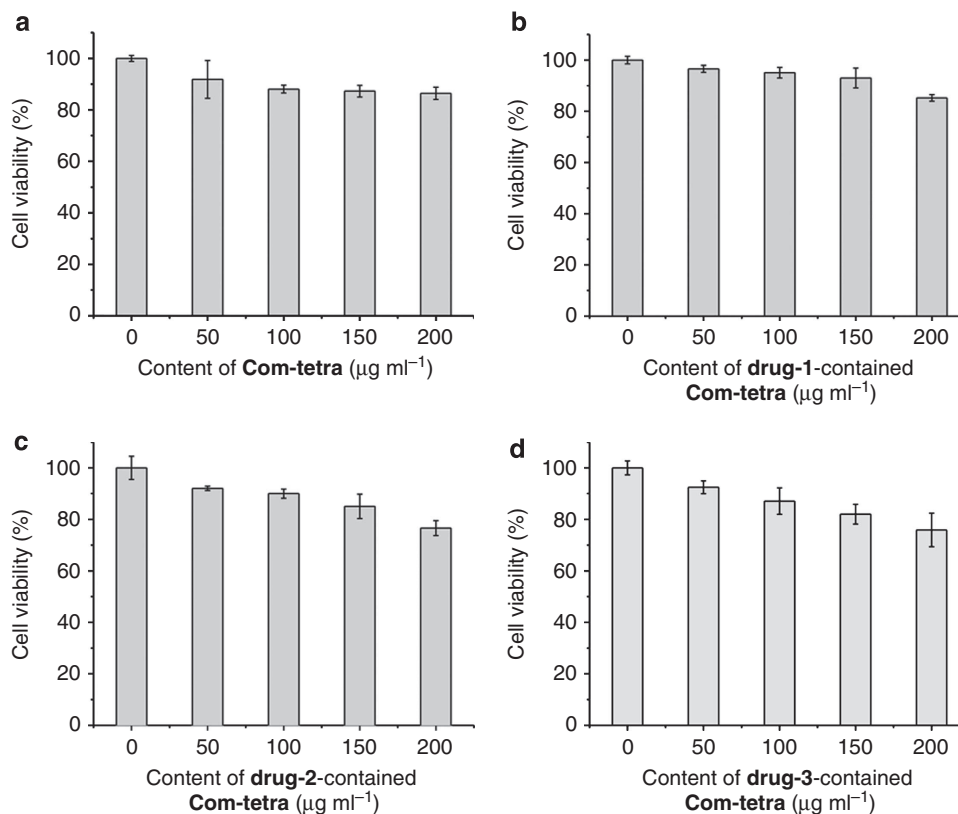 a
Cell viability (%)
100
80
60
40
20
0
0 50 100 150 200
Content of Com-tetra (μg ml⁻¹)
b
Cell viability (%)
100
80
60
40
20
0
0 50 100 150 200
Content of drug-1-contained
Com-tetra (μg ml⁻¹)
c
Cell viability (%)
100
80
60
40
20
0
0 50 100 150 200
Content of drug-2-contained
Com-tetra (μg ml⁻¹)
d
Cell viability (%)
100
80
60
40
20
0
0 50 100 150 200
Content of drug-3-contained
Com-tetra (μg ml⁻¹)